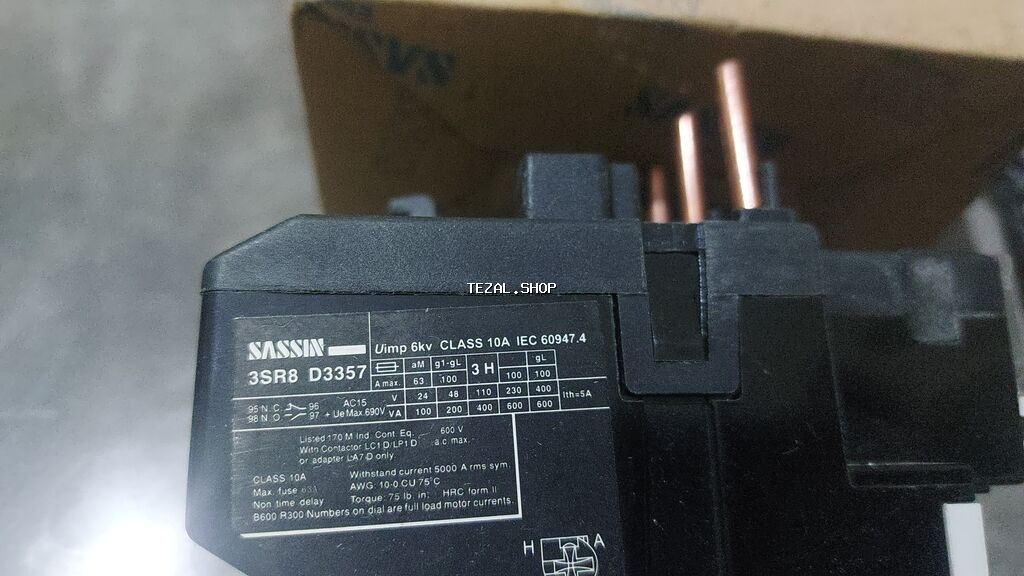 SASSIN
TEZAL.SHOP
SASSIN
Uimp 6kv CLASS 10A IEC 60947.4
3SR8 D3357
aM g1-gL 3 H gL
A max. 63 100 100 100
95 N C 96
98 N O 97
AC15
+ Ue Max.690V
V 24 48 110 230 400
VA 100 200 400 600 600
Ith=5A
Listed 170 M Ind. Cont. Eq. 600 V
With Contactor LC1 D/LP1 D a.c. max.
or adapter LA7 D only
CLASS 10A Withstand current 5000 A rms sym.
Max. fuse AWG: 10-0 CU 75°C
Non time delay Torque: 75 lb in; HRC form II
B600 R300 Numbers on dial are full load motor currents.
H A